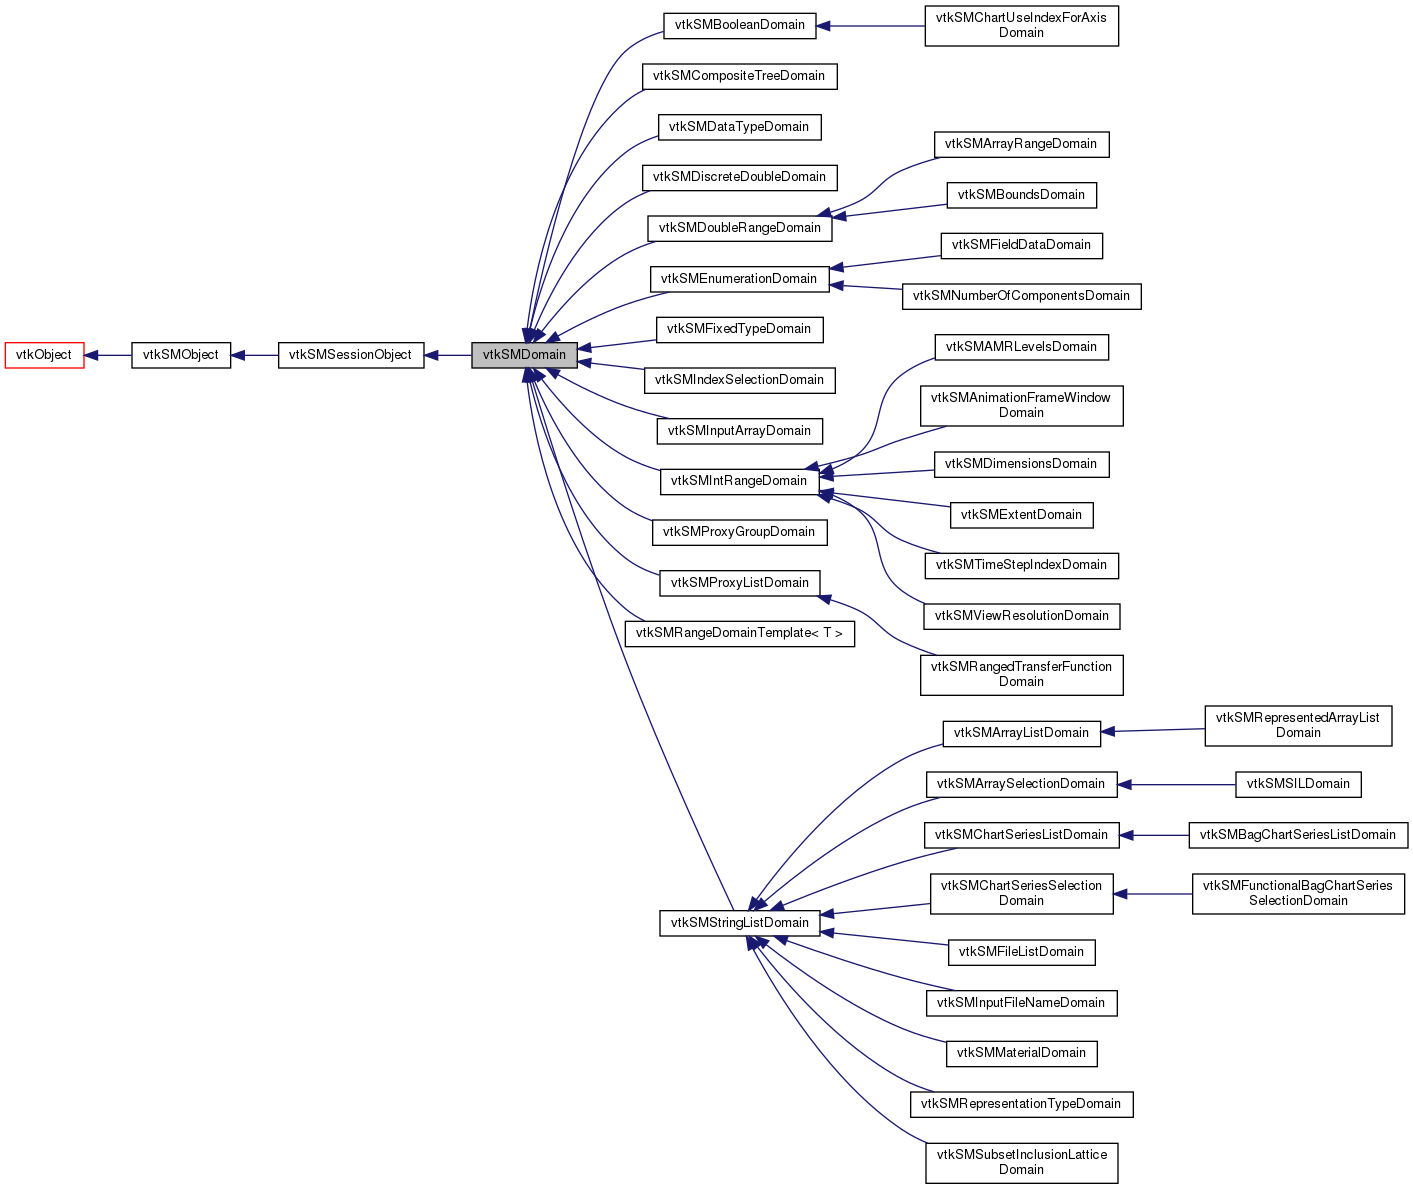 vtkObject
vtkSMObject
vtkSMSessionObject
vtkSMDomain
vtkSMBooleanDomain
vtkSMCompositeTreeDomain
vtkSMDataTypeDomain
vtkSMDiscreteDoubleDomain
vtkSMDoubleRangeDomain
vtkSMEnumerationDomain
vtkSMFixedTypeDomain
vtkSMIndexSelectionDomain
vtkSMInputArrayDomain
vtkSMIntRangeDomain
vtkSMProxyGroupDomain
vtkSMProxyListDomain
vtkSMRangeDomainTemplate< T >
vtkSMStringListDomain
vtkSMChartUseIndexForAxis
Domain
vtkSMArrayRangeDomain
vtkSMBoundsDomain
vtkSMFieldDataDomain
vtkSMNumberOfComponentsDomain
vtkSMAMRLevelsDomain
vtkSMAnimationFrameWindow
Domain
vtkSMDimensionsDomain
vtkSMExtentDomain
vtkSMTimeStepIndexDomain
vtkSMViewResolutionDomain
vtkSMRangedTransferFunction
Domain
vtkSMArrayListDomain
vtkSMArraySelectionDomain
vtkSMChartSeriesListDomain
vtkSMChartSeriesSelection
Domain
vtkSMFileListDomain
vtkSMInputFileNameDomain
vtkSMMaterialDomain
vtkSMRepresentationTypeDomain
vtkSMSubsetInclusionLattice
Domain
vtkSMRepresentedArrayList
Domain
vtkSMSILDomain
vtkSMBagChartSeriesListDomain
vtkSMFunctionalBagChartSeries
SelectionDomain